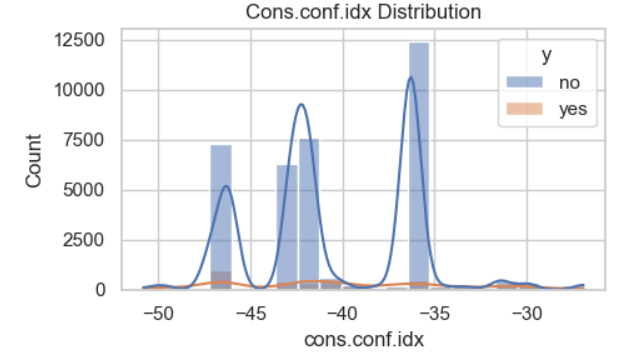 Cons.conf.idx Distribution
12500
10000
7500
5000
2500
0
Count
y
no
yes
−50
−45
−40
−35
−30
cons.conf.idx